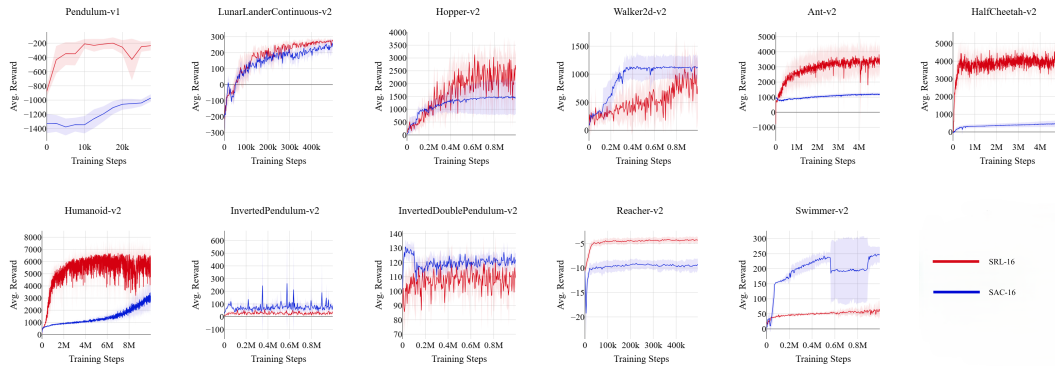 Pendulum-v1
LunarLanderContinuous-v2
Hopper-v2
Walker2d-v2
Ant-v2
HalfCheetah-v2
Avg. Reward
−200
−400
−600
−800
−1000
−1200
−1400
0
10k
20k
Training Steps
Avg. Reward
300
200
100
0
−100
−200
−300
0
100k
200k
300k
400k
Training Steps
Avg. Reward
4000
3500
3000
2500
2000
1500
1000
500
0
0
0.2M
0.4M
0.6M
0.8M
Training Steps
Avg. Reward
1500
1000
500
0
0
0.2M
0.4M
0.6M
0.8M
Training Steps
Avg. Reward
5000
4000
3000
2000
1000
0
−1000
0
1M
2M
3M
4M
Training Steps
Avg. Reward
5000
4000
3000
2000
1000
0
0
1M
2M
3M
4M
Training Steps
Humanoid-v2
InvertedPendulum-v2
InvertedDoublePendulum-v2
Reacher-v2
Swimmer-v2
Avg. Reward
8000
7000
6000
5000
4000
3000
2000
1000
0
0
2M
4M
6M
8M
Training Steps
Avg. Reward
600
500
400
300
200
100
0
−100
0
0.2M
0.4M
0.6M
0.8M
Training Steps
Avg. Reward
140
130
120
110
100
90
80
70
0
0.2M
0.4M
0.6M
0.8M
Training Steps
Avg. Reward
−5
−10
−20
0
100k
200k
300k
400k
Training Steps
Avg. Reward
300
250
200
150
100
50
0
0
0.2M
0.4M
0.6M
0.8M
Training Steps
SRL-16
SAC-16